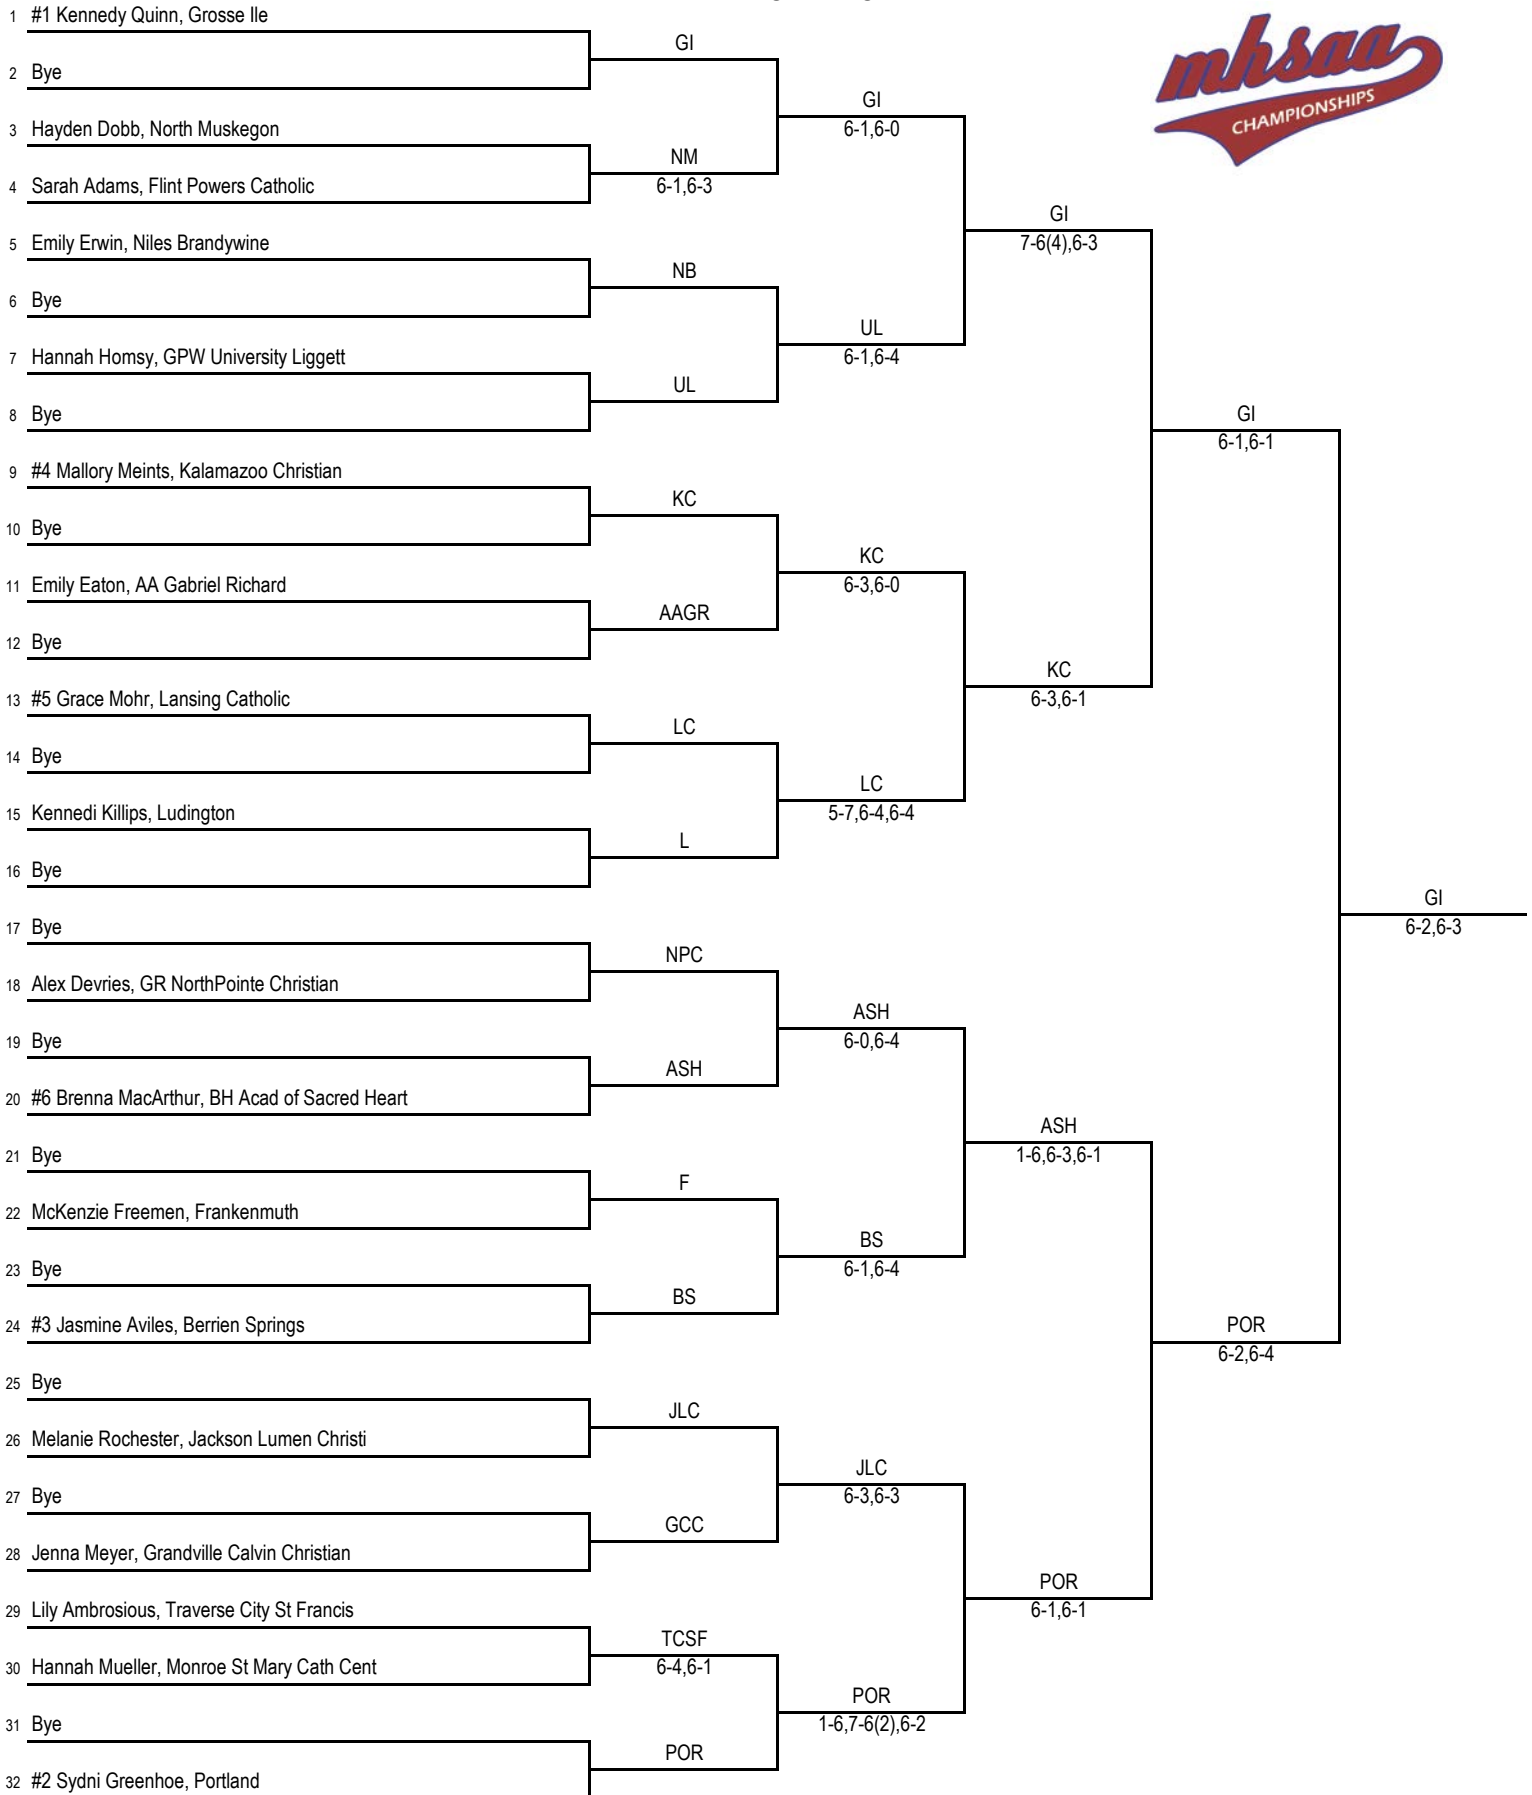 mhsaa
CHAMPIONSHIPS
1 #1 Kennedy Quinn, Grosse Ile
GI
2 Bye
GI
6-1,6-0
3 Hayden Dobb, North Muskegon
NM
6-1,6-3
4 Sarah Adams, Flint Powers Catholic
GI
7-6(4),6-3
5 Emily Erwin, Niles Brandywine
NB
6 Bye
UL
6-1,6-4
7 Hannah Homsy, GPW University Liggett
UL
8 Bye
GI
6-1,6-1
9 #4 Mallory Meints, Kalamazoo Christian
KC
10 Bye
KC
6-3,6-0
11 Emily Eaton, AA Gabriel Richard
AAGR
12 Bye
KC
6-3,6-1
13 #5 Grace Mohr, Lansing Catholic
LC
14 Bye
LC
5-7,6-4,6-4
15 Kennedi Killips, Ludington
L
16 Bye
GI
6-2,6-3
17 Bye
NPC
18 Alex Devries, GR NorthPointe Christian
ASH
6-0,6-4
19 Bye
ASH
20 #6 Brenna MacArthur, BH Acad of Sacred Heart
ASH
1-6,6-3,6-1
21 Bye
F
22 McKenzie Freemen, Frankenmuth
BS
6-1,6-4
23 Bye
BS
24 #3 Jasmine Aviles, Berrien Springs
POR
6-2,6-4
25 Bye
JLC
26 Melanie Rochester, Jackson Lumen Christi
JLC
6-3,6-3
27 Bye
GCC
28 Jenna Meyer, Grandville Calvin Christian
POR
6-1,6-1
29 Lily Ambrosious, Traverse City St Francis
TCSF
6-4,6-1
30 Hannah Mueller, Monroe St Mary Cath Cent
POR
1-6,7-6(2),6-2
31 Bye
POR
32 #2 Sydni Greenhoe, Portland